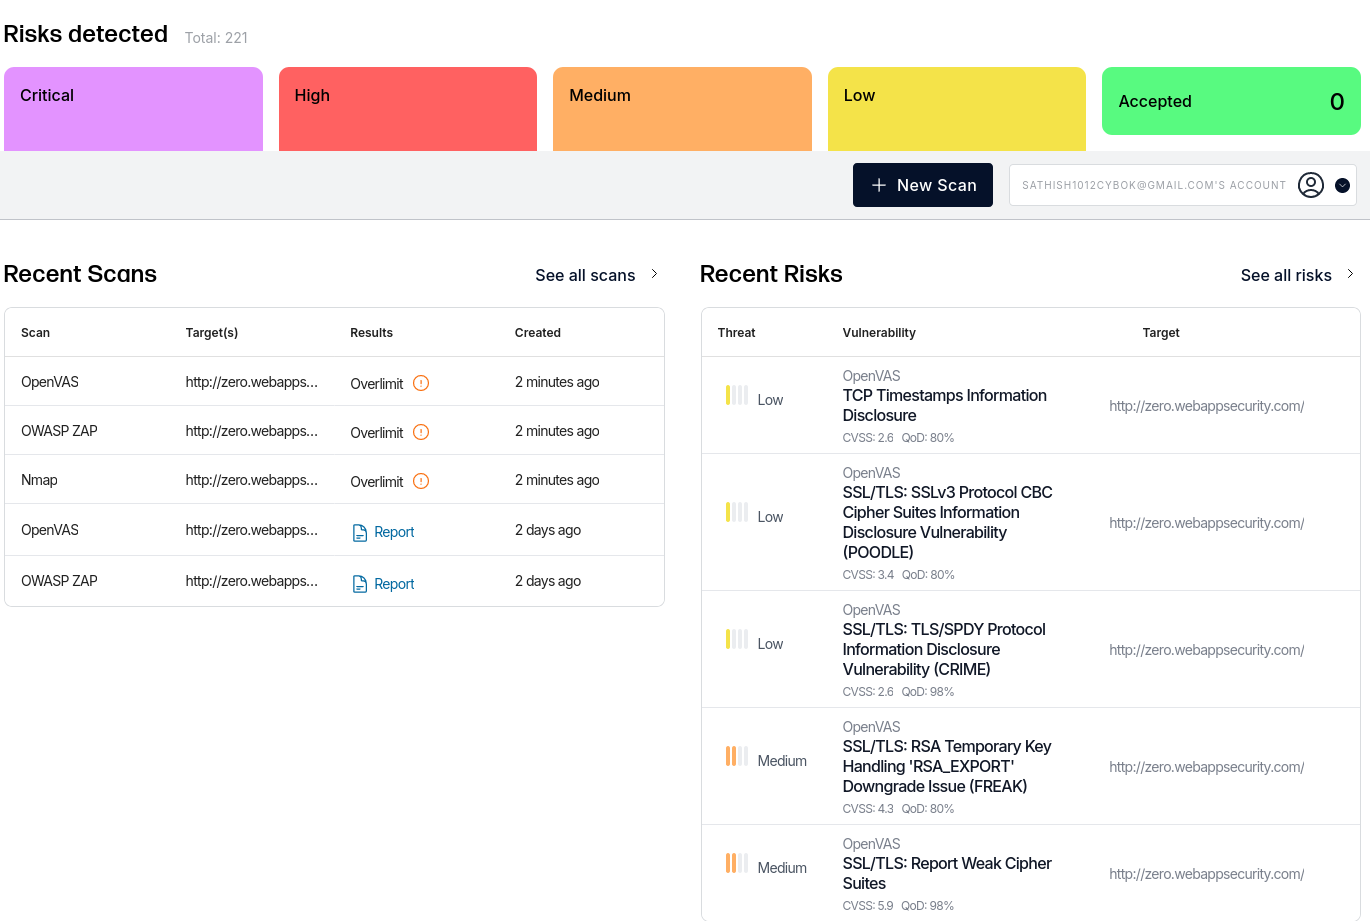 Risks detected Total: 221
Critical High Medium Low Accepted 0
+ New Scan SATHISH1012CYBOK@GMAIL.COM'S ACCOUNT
Recent Scans See all scans
Scan Target(s) Results Created
OpenVAS http://zero.webapps... Overlimit 2 minutes ago
OWASP ZAP http://zero.webapps... Overlimit 2 minutes ago
Nmap http://zero.webapps... Overlimit 2 minutes ago
OpenVAS http://zero.webapps... Report 2 days ago
OWASP ZAP http://zero.webapps... Report 2 days ago
Recent Risks See all risks
Threat Vulnerability Target
OpenVAS
Low TCP Timestamps Information http://zero.webappsecurity.com/
Disclosure
CVSS: 2.6 QoD: 80%
OpenVAS
SSL/TLS: SSLv3 Protocol CBC
Low Cipher Suites Information http://zero.webappsecurity.com/
Disclosure Vulnerability
(POODLE)
CVSS: 3.4 QoD: 80%
OpenVAS
SSL/TLS: TLS/SPDY Protocol
Low Information Disclosure http://zero.webappsecurity.com/
Vulnerability (CRIME)
CVSS: 2.6 QoD: 98%
OpenVAS
SSL/TLS: RSA Temporary Key
Medium Handling 'RSA_EXPORT' http://zero.webappsecurity.com/
Downgrade Issue (FREAK)
CVSS: 4.3 QoD: 80%
OpenVAS
Medium SSL/TLS: Report Weak Cipher http://zero.webappsecurity.com/
Suites
CVSS: 5.9 QoD: 98%